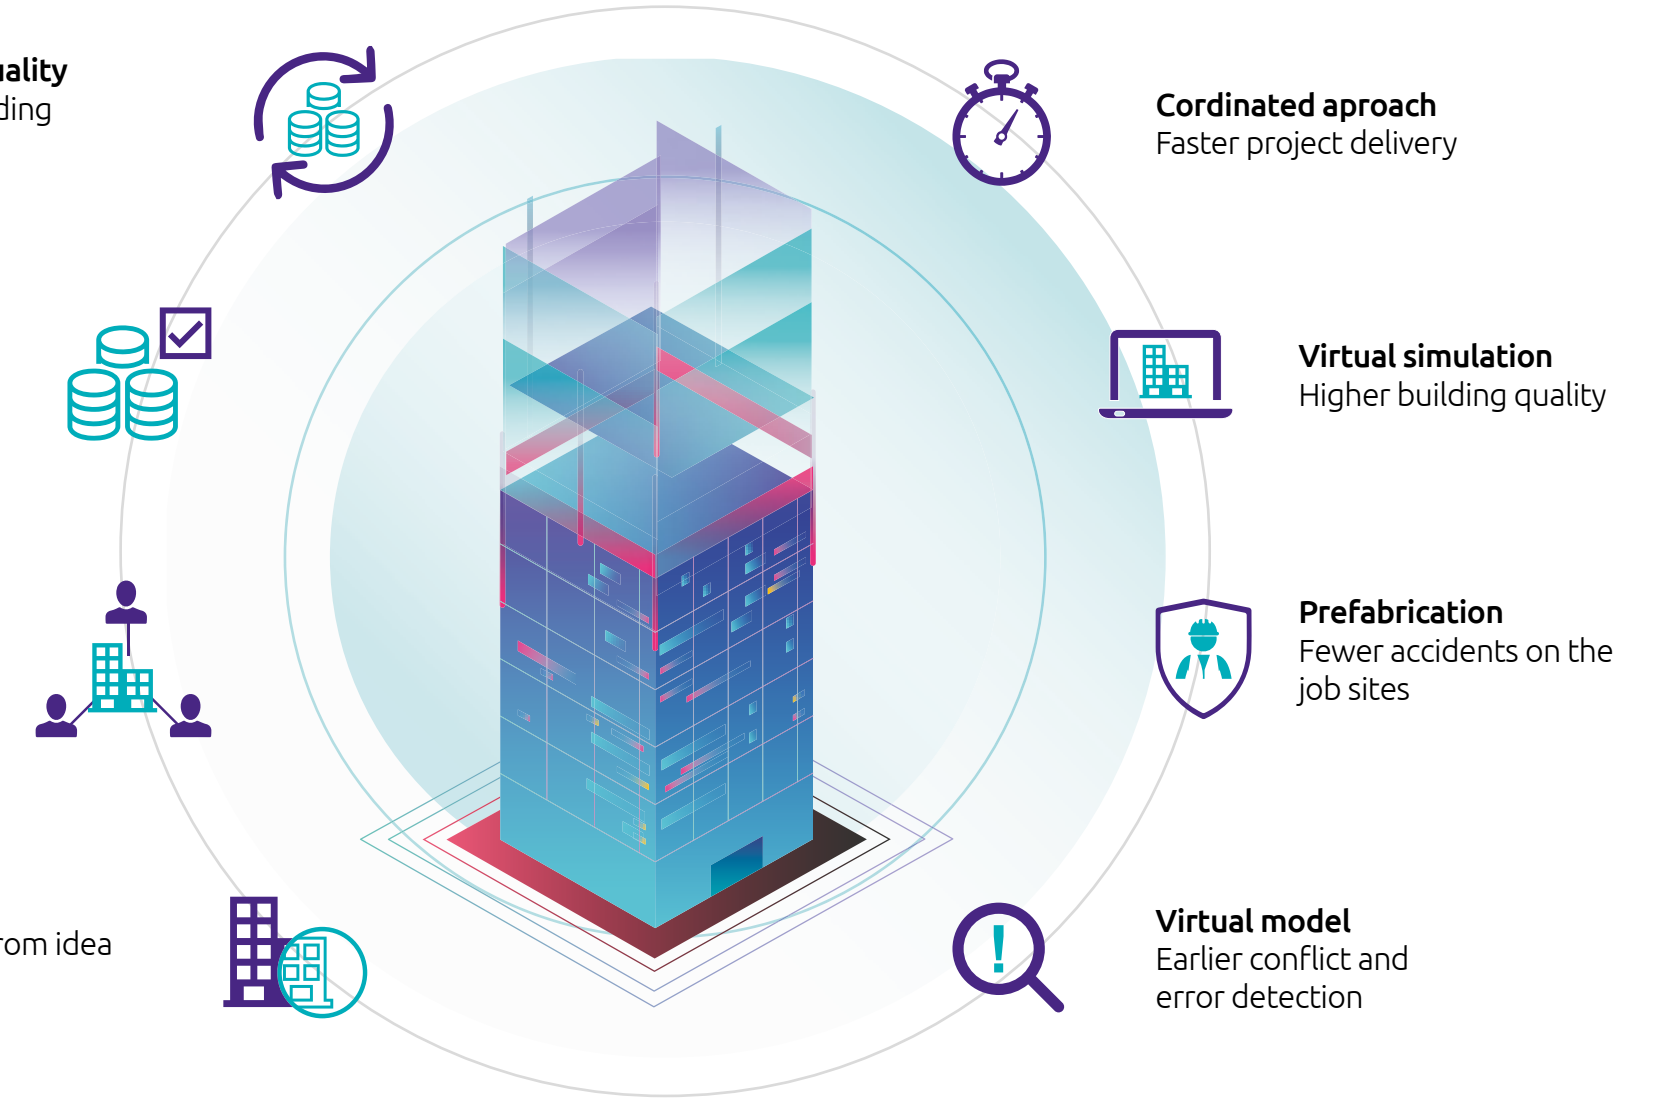 uality
ding
Cordinated aproach
Faster project delivery
Virtual simulation
Higher building quality
Prefabrication
Fewer accidents on the
job sites
rom idea
Virtual model
Earlier conflict and
error detection